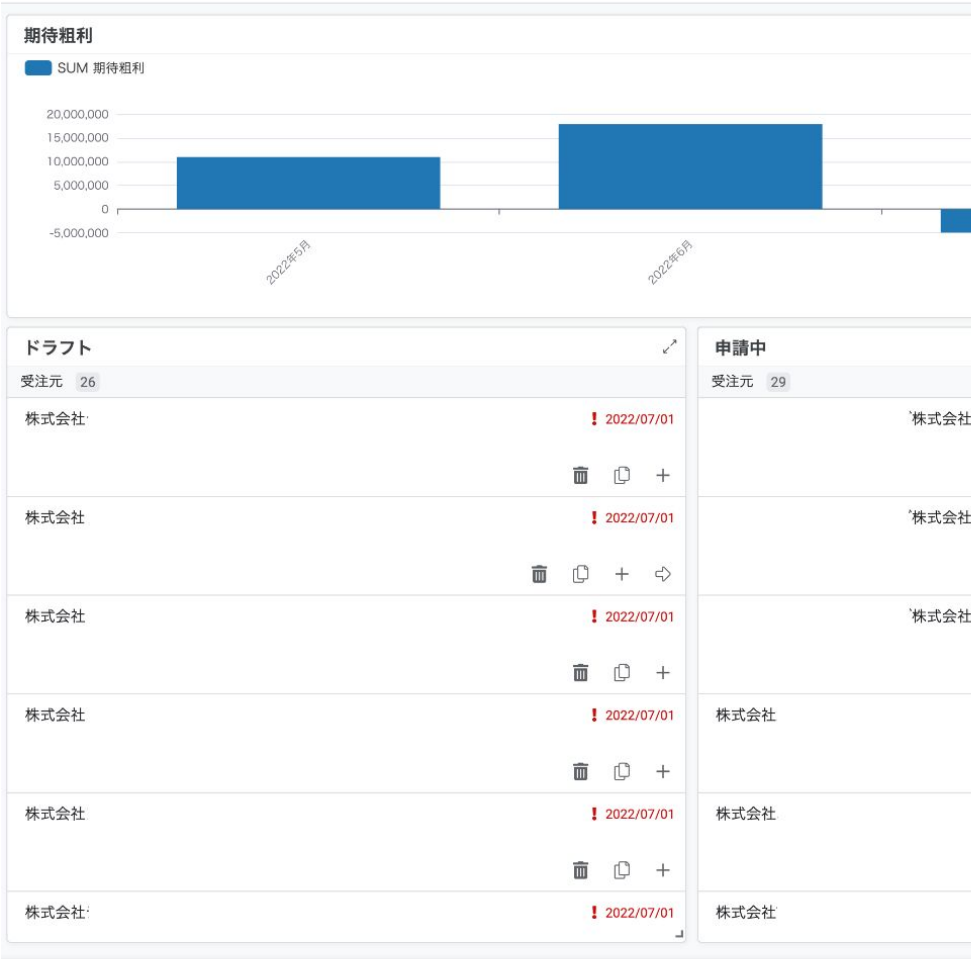 期待粗利
SUM 期待粗利
20,000,000
15,000,000
10,000,000
5,000,000
0
-5,000,000
2022年5月
2022年6月
ドラフト
受注元 26
株式会社
2022/07/01
株式会社
2022/07/01
株式会社
2022/07/01
株式会社
2022/07/01
株式会社
2022/07/01
株式会社
2022/07/01
申請中
受注元 29
株式会社
株式会社
株式会社
株式会社
株式会社
株式会社